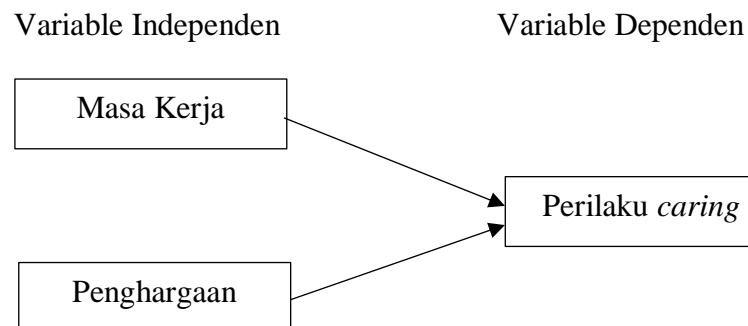 Variable Independen
Variable Dependen
Masa Kerja
Perilaku caring
Penghargaan